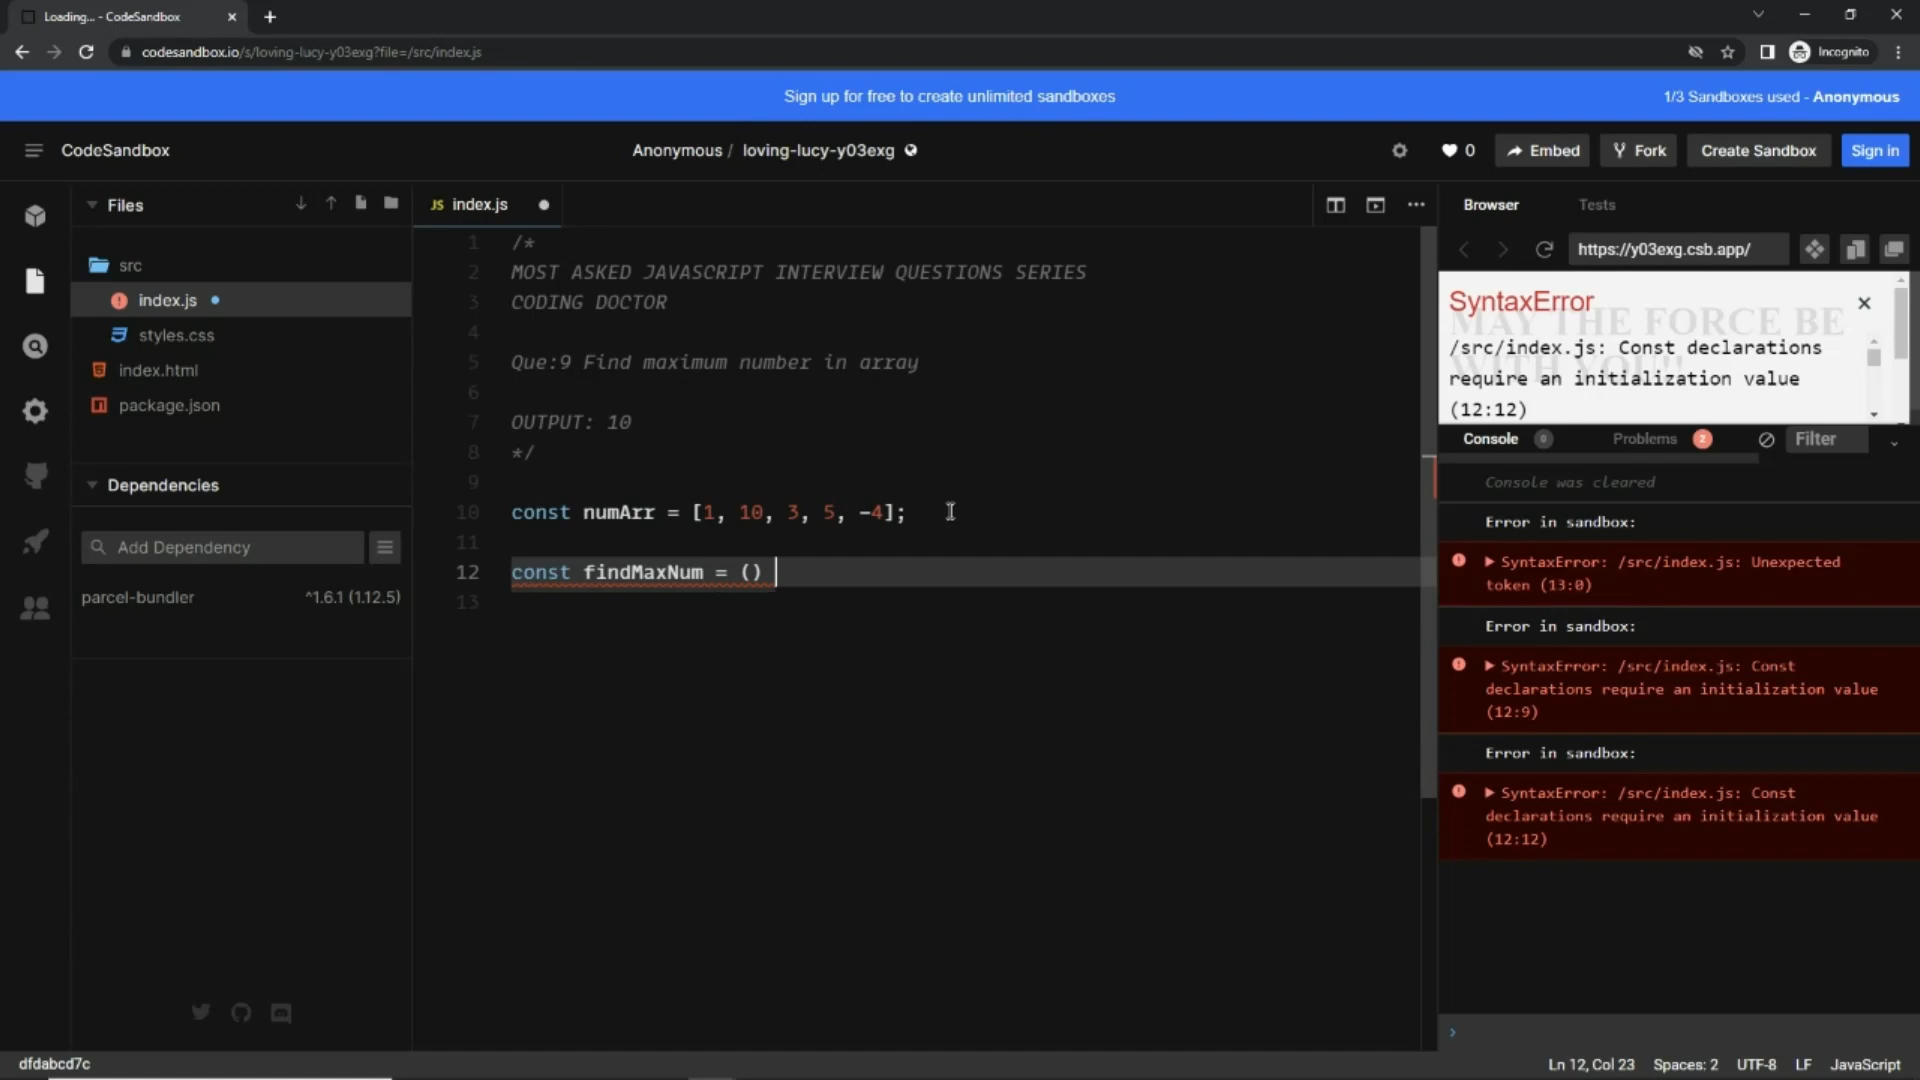 Loading... - CodeSandbox
codesandbox.io/s/loving-lucy-y03exg?file=/src/index.js
Incognito
Sign up for free to create unlimited sandboxes
1/3 Sandboxes used - Anonymous
CodeSandbox
Anonymous / loving-lucy-y03exg
0
Embed
Fork
Create Sandbox
Sign in
Files
src
index.js
styles.css
index.html
package.json
Dependencies
Add Dependency
parcel-bundler ^1.6.1 (1.12.5)
JS index.js
1 /*
2 MOST ASKED JAVASCRIPT INTERVIEW QUESTIONS SERIES
3 CODING DOCTOR
4
5 Que:9 Find maximum number in array
6
7 OUTPUT: 10
8 */
9
10 const numArr = [1, 10, 3, 5, -4];
11
12 const findMaxNum = ()
13
Browser
Tests
https://y03exg.csb.app/
MAY THE FORCE BE
WITH YOU!!
SyntaxError
/src/index.js: Const declarations
require an initialization value
(12:12)
Console 0
Problems 2
Filter
Console was cleared
Error in sandbox:
SyntaxError: /src/index.js: Unexpected
token (13:0)
Error in sandbox:
SyntaxError: /src/index.js: Const
declarations require an initialization value
(12:9)
Error in sandbox:
SyntaxError: /src/index.js: Const
declarations require an initialization value
(12:12)
dfdabcd7c
Ln 12, Col 23
Spaces: 2
UTF-8
LF
JavaScript